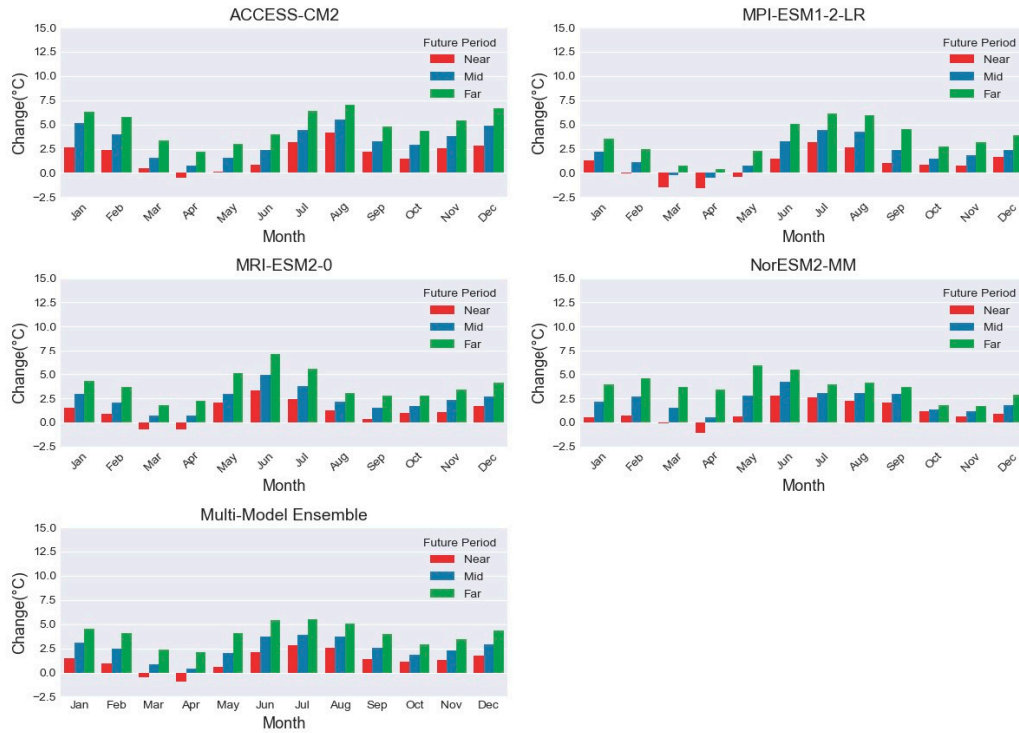 ACCESS-CM2
15.0
12.5
10.0
7.5
5.0
2.5
0.0
−2.5
Change(°C)
Future Period
Near
Mid
Far
Jan Feb Mar Apr May Jun Jul Aug Sep Oct Nov Dec
Month
MPI-ESM1-2-LR
15.0
12.5
10.0
7.5
5.0
2.5
0.0
−2.5
Change(°C)
Future Period
Near
Mid
Far
Jan Feb Mar Apr May Jun Jul Aug Sep Oct Nov Dec
Month
MRI-ESM2-0
15.0
12.5
10.0
7.5
5.0
2.5
0.0
−2.5
Change(°C)
Future Period
Near
Mid
Far
Jan Feb Mar Apr May Jun Jul Aug Sep Oct Nov Dec
Month
NorESM2-MM
15.0
12.5
10.0
7.5
5.0
2.5
0.0
−2.5
Change(°C)
Future Period
Near
Mid
Far
Jan Feb Mar Apr May Jun Jul Aug Sep Oct Nov Dec
Month
Multi-Model Ensemble
15.0
12.5
10.0
7.5
5.0
2.5
0.0
−2.5
Change(°C)
Future Period
Near
Mid
Far
Jan Feb Mar Apr May Jun Jul Aug Sep Oct Nov Dec
Month